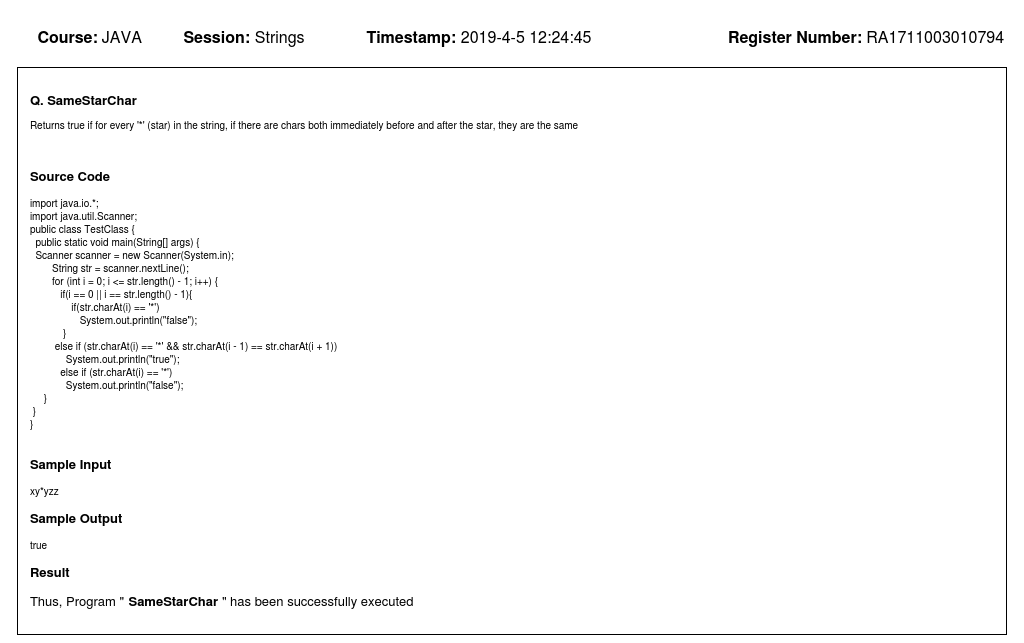 Course: JAVA Session: Strings Timestamp: 2019-4-5 12:24:45 Register Number: RA1711003010794
Q. SameStarChar
Returns true if for every '*' (star) in the string, if there are chars both immediately before and after the star, they are the same
Source Code
import java.io.*;
import java.util.Scanner;
public class TestClass {
public static void main(String[] args) {
Scanner scanner = new Scanner(System.in);
String str = scanner.nextLine();
for (int i = 0; i <= str.length() - 1; i++) {
if(i == 0 || i == str.length() - 1){
if(str.charAt(i) == '*')
System.out.println("false");
}
else if (str.charAt(i) == '*' && str.charAt(i - 1) == str.charAt(i + 1))
System.out.println("true");
else if (str.charAt(i) == '*')
System.out.println("false");
}
}
}
Sample Input
xy*yzz
Sample Output
true
Result
Thus, Program " SameStarChar " has been successfully executed